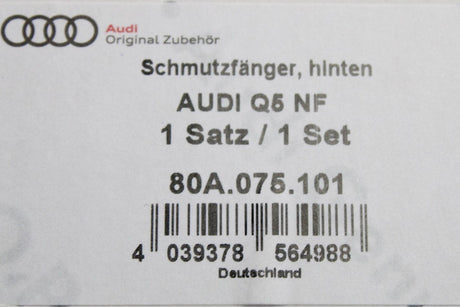 Audi
Original Zubehör
Schmutzfänger, hinten
AUDI Q5 NF
1 Satz / 1 Set
80A.075.101
4 039378 564988
Deutschland